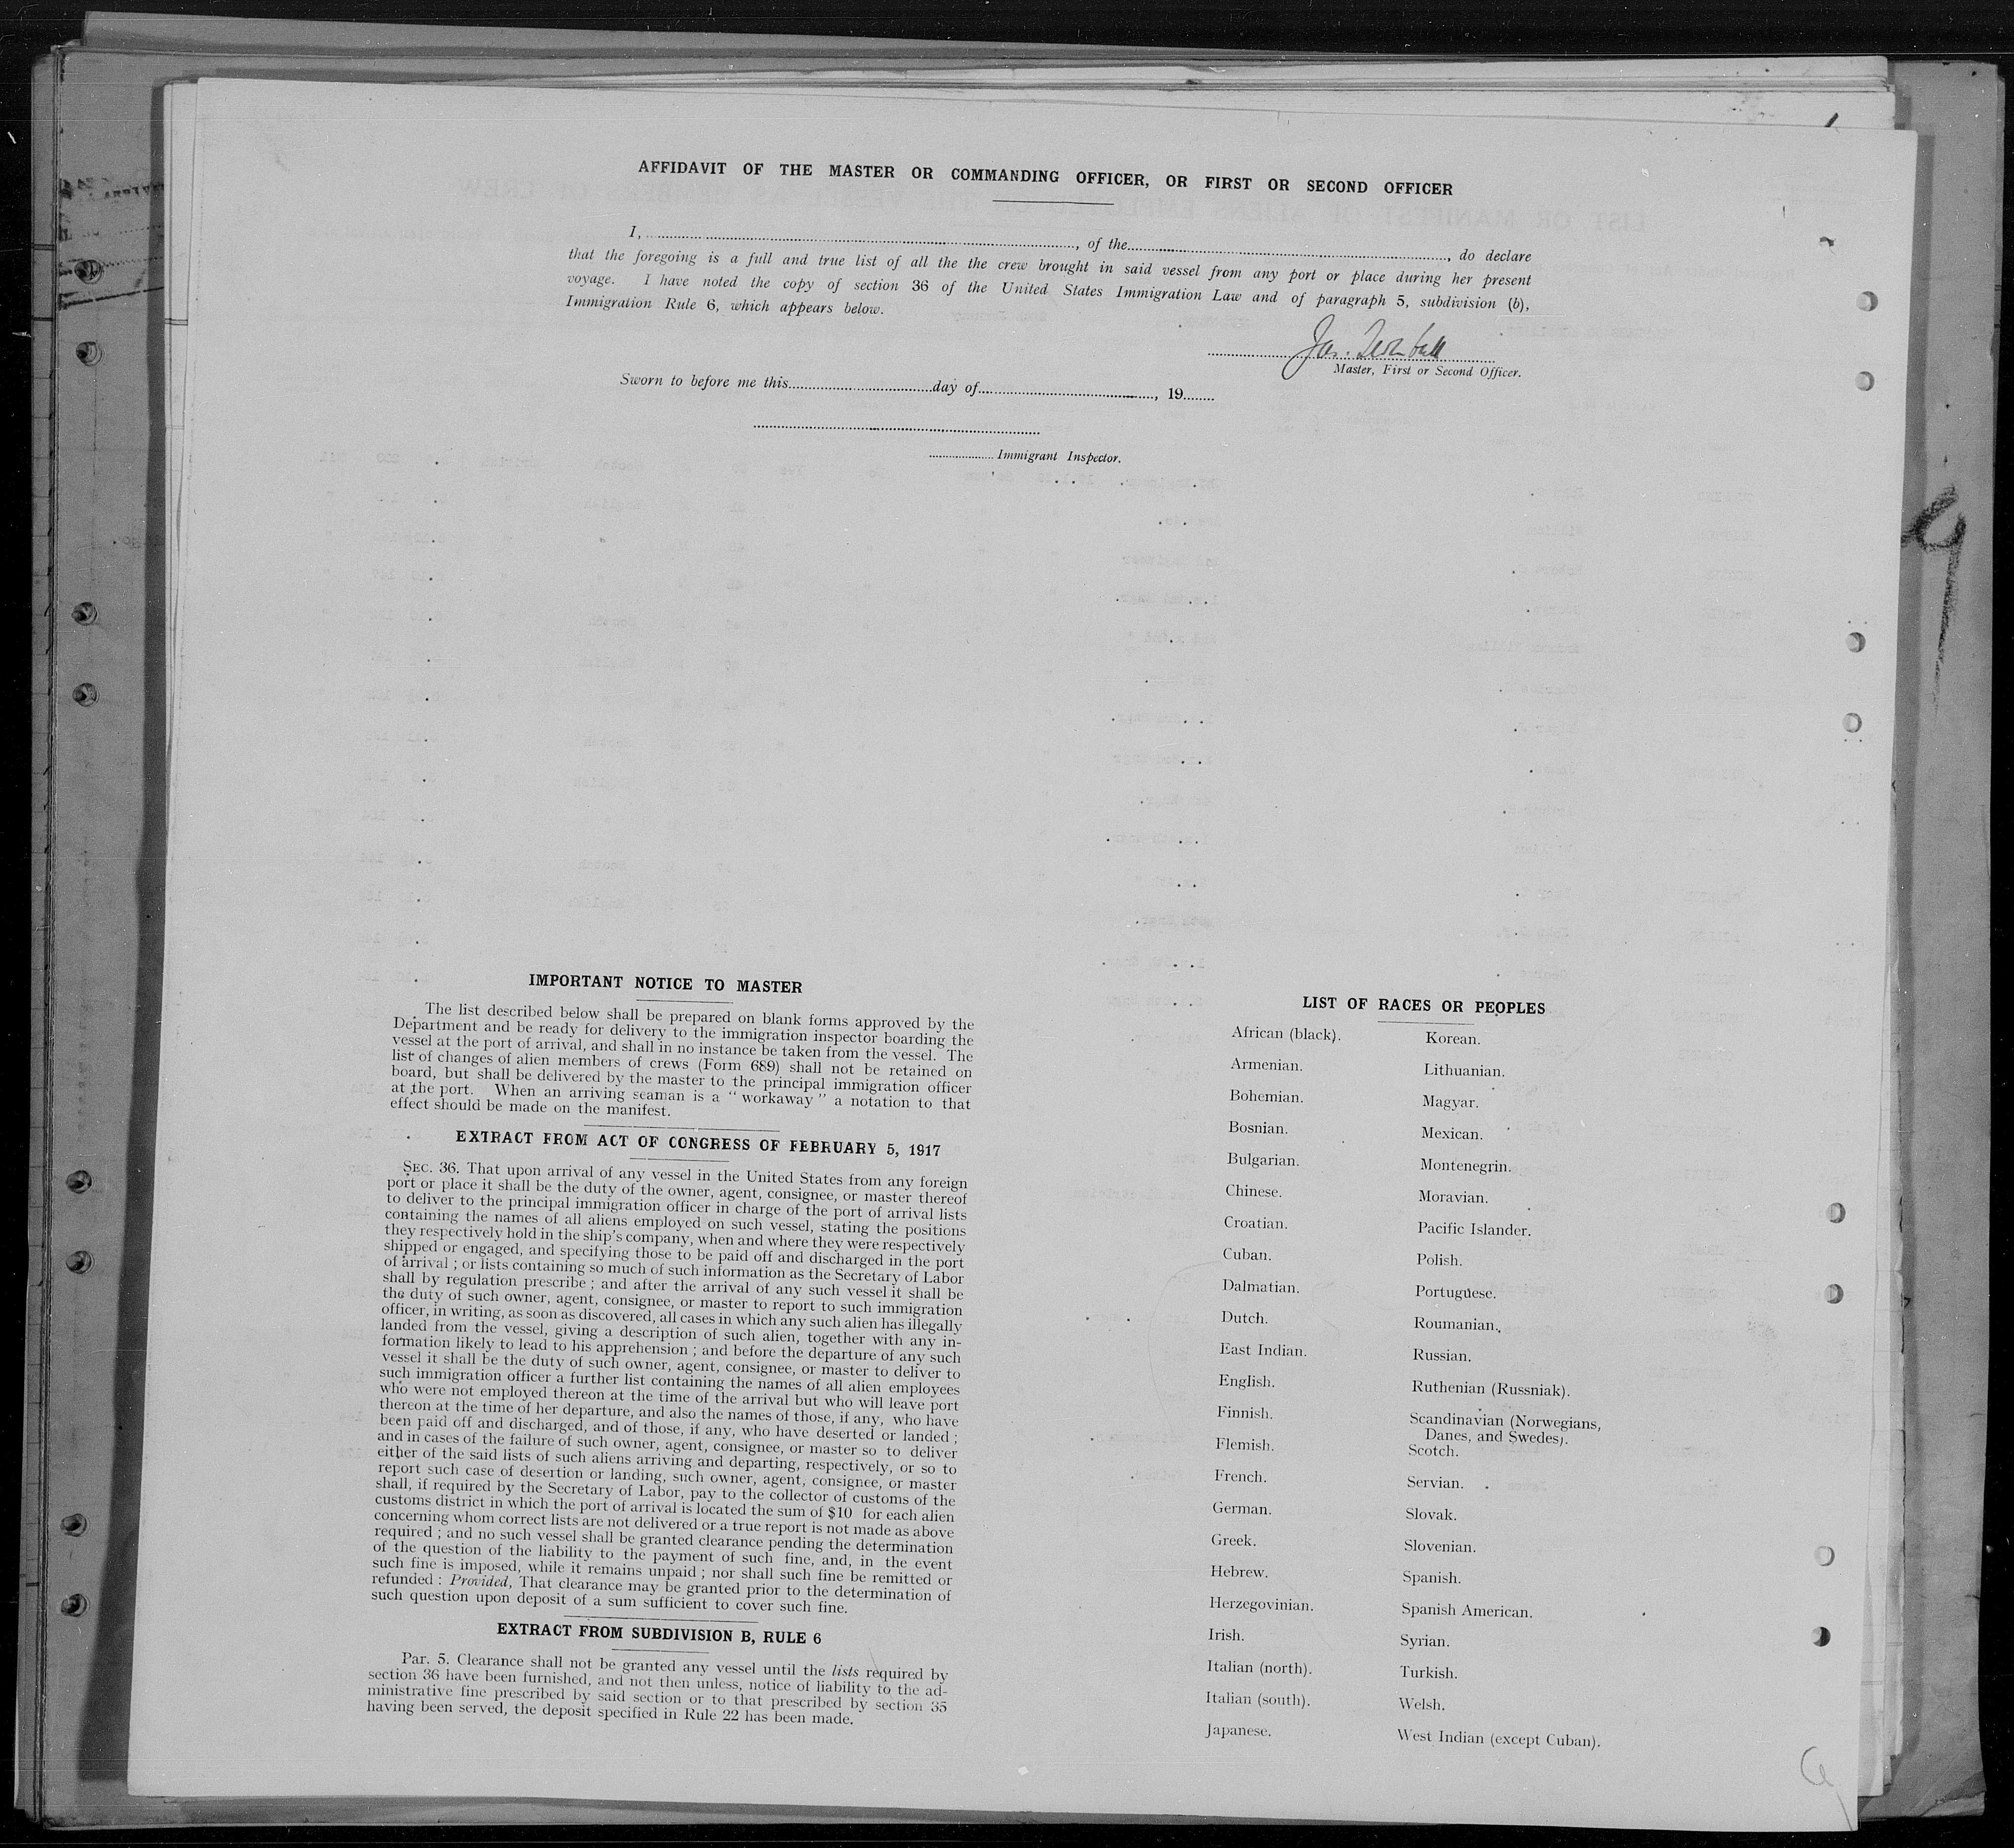 AFFIDAVIT OF THE MASTER OR COMMANDING OFFICER, OR FIRST OR SECOND OFFICER
I, , of the , do declare
that the foregoing is a full and true list of all the the crew brought in said vessel from any port or place during her present
voyage. I have noted the copy of section 36 of the United States Immigration Law and of paragraph 5, subdivision (b),
Immigration Rule 6, which appears below.
Master, First or Second Officer.
Sworn to before me this day of , 19
Immigrant Inspector.
IMPORTANT NOTICE TO MASTER
The list described below shall be prepared on blank forms approved by the
Department and be ready for delivery to the immigration inspector boarding the
vessel at the port of arrival, and shall in no instance be taken from the vessel. The
list of changes of alien members of crews (Form 689) shall not be retained on
board, but shall be delivered by the master to the principal immigration officer
at the port. When an arriving seaman is a "workaway" a notation to that
effect should be made on the manifest.
EXTRACT FROM ACT OF CONGRESS OF FEBRUARY 5, 1917
SEC. 36. That upon arrival of any vessel in the United States from any foreign
port or place it shall be the duty of the owner, agent, consignee, or master thereof
to deliver to the principal immigration officer in charge of the port of arrival lists
containing the names of all aliens employed on such vessel, stating the positions
they respectively hold in the ship's company, when and where they were respectively
shipped or engaged, and specifying those to be paid off and discharged in the port
of arrival ; or lists containing so much of such information as the Secretary of Labor
shall by regulation prescribe ; and after the arrival of any such vessel it shall be
the duty of such owner, agent, consignee, or master to report to such immigration
officer, in writing, as soon as discovered, all cases in which any such alien has illegally
landed from the vessel, giving a description of such alien, together with any in-
formation likely to lead to his apprehension ; and before the departure of any such
vessel it shall be the duty of such owner, agent, consignee, or master to deliver to
such immigration officer a further list containing the names of all alien employees
who were not employed thereon at the time of the arrival but who will leave port
thereon at the time of her departure, and also the names of those, if any, who have
been paid off and discharged, and of those, if any, who have deserted or landed ;
and in cases of the failure of such owner, agent, consignee, or master so to deliver
either of the said lists of such aliens arriving and departing, respectively, or so to
report such case of desertion or landing, such owner, agent, consignee, or master
shall, if required by the Secretary of Labor, pay to the collector of customs of the
customs district in which the port of arrival is located the sum of $10 for each alien
concerning whom correct lists are not delivered or a true report is not made as above
required ; and no such vessel shall be granted clearance pending the determination
of the question of the liability to the payment of such fine, and, in the event
such fine is imposed, while it remains unpaid ; nor shall such fine be remitted or
refunded : Provided, That clearance may be granted prior to the determination of
such question upon deposit of a sum sufficient to cover such fine.
EXTRACT FROM SUBDIVISION B, RULE 6
Par. 5. Clearance shall not be granted any vessel until the lists required by
section 36 have been furnished, and not then unless, notice of liability to the ad-
ministrative fine prescribed by said section or to that prescribed by section 35
having been served, the deposit specified in Rule 22 has been made.
LIST OF RACES OR PEOPLES
African (black). Korean.
Armenian. Lithuanian.
Bohemian. Magyar.
Bosnian. Mexican.
Bulgarian. Montenegrin.
Chinese. Moravian.
Croatian. Pacific Islander.
Cuban. Polish.
Dalmatian. Portuguese.
Dutch. Roumanian.
East Indian. Russian.
English. Ruthenian (Russniak).
Finnish. Scandinavian (Norwegians,
Danes, and Swedes).
Flemish. Scotch.
French. Servian.
German. Slovak.
Greek. Slovenian.
Hebrew. Spanish.
Herzegovinian. Spanish American.
Irish. Syrian.
Italian (north). Turkish.
Italian (south). Welsh.
Japanese. West Indian (except Cuban).